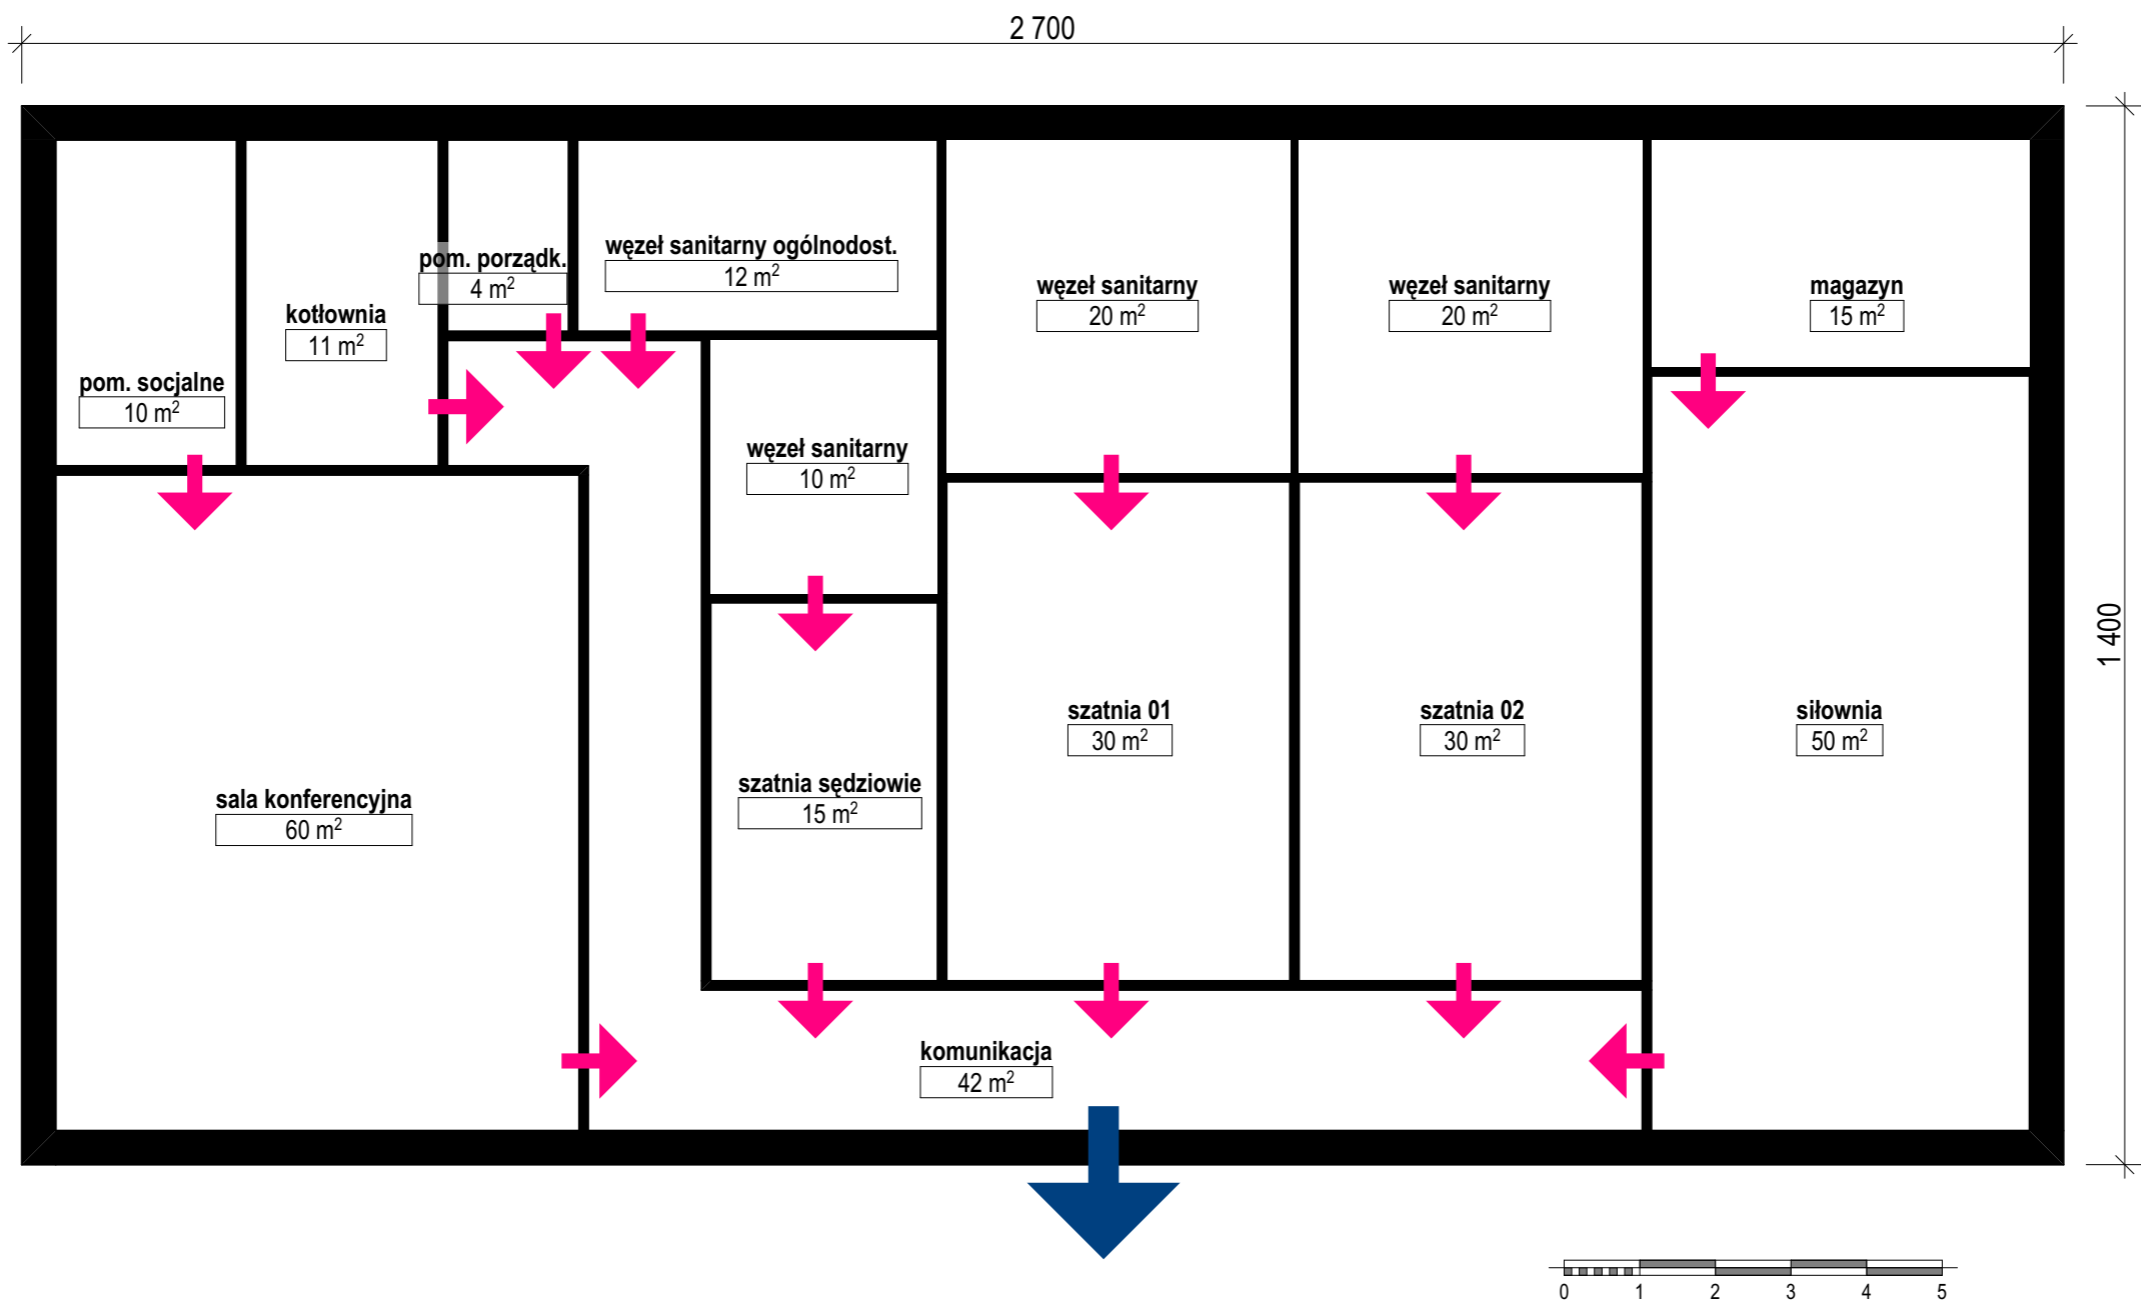 2 700
1 400
pom. socjalne
10 m²
kotłownia
11 m²
pom. porządk.
4 m²
węzeł sanitarny ogólnodost.
12 m²
węzeł sanitarny
20 m²
węzeł sanitarny
20 m²
magazyn
15 m²
węzeł sanitarny
10 m²
sala konferencyjna
60 m²
szatnia sędziowie
15 m²
szatnia 01
30 m²
szatnia 02
30 m²
siłownia
50 m²
komunikacja
42 m²
0 1 2 3 4 5